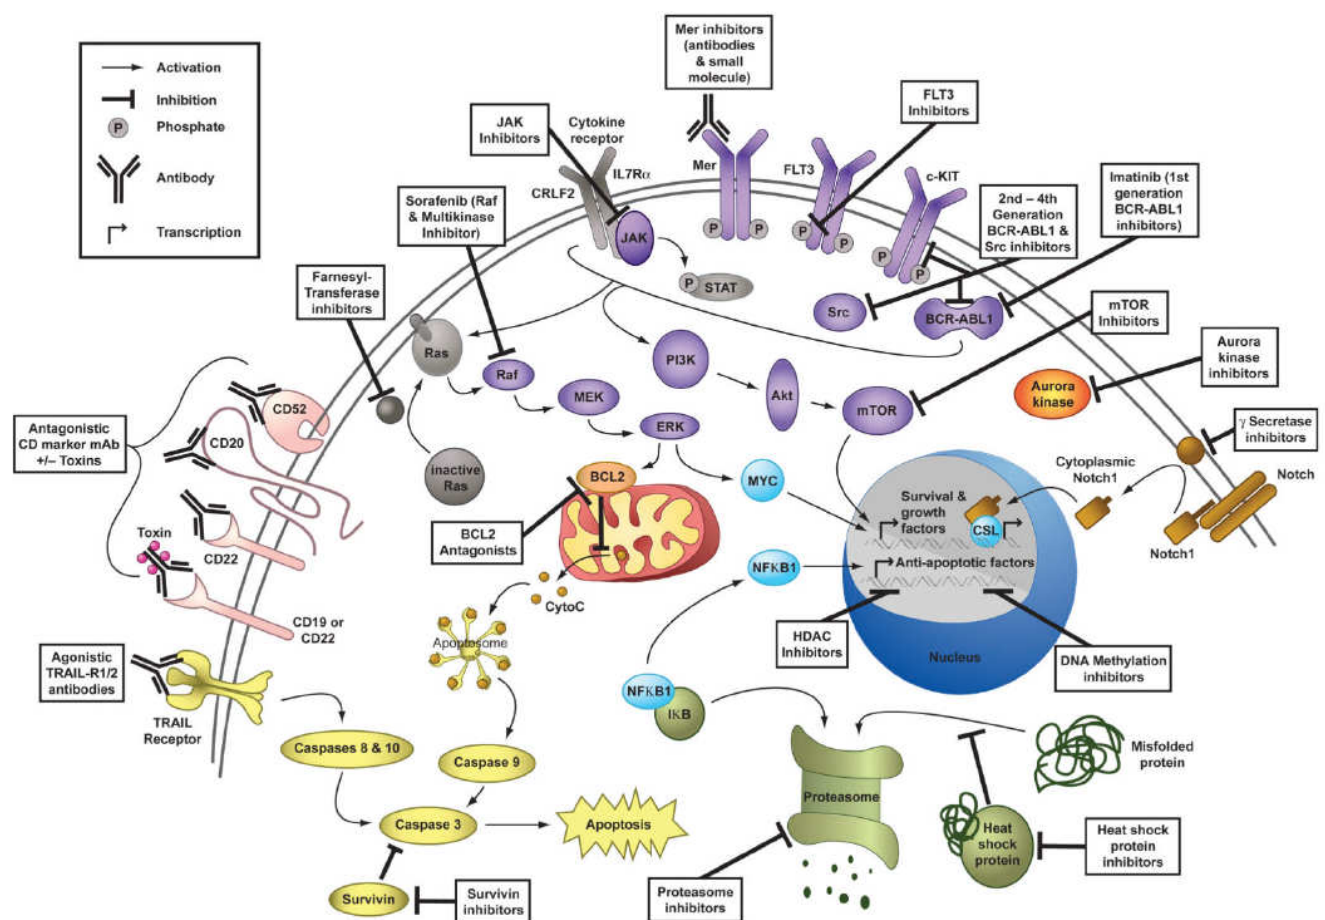 Activation
Inhibition
P
Phosphate
Antibody
Transcription
Mer inhibitors
(antibodies
& small
molecule)
FLT3
Inhibitors
JAK
Inhibitors
Cytokine
receptor
IL7Rα
CRLF2
JAK
P
STAT
Mer
P
P
FLT3
P
P
c-KIT
P
P
2nd – 4th
Generation
BCR-ABL1 &
Src inhibitors
Imatinib (1st
generation
BCR-ABL1
inhibitors)
Sorafenib (Raf
& Multikinase
Inhibitor)
Farnesyl-
Transferase
inhibitors
mTOR
Inhibitors
Aurora
kinase
inhibitors
Src
BCR-ABL1
Ras
Raf
PI3K
MEK
Akt
mTOR
Aurora
kinase
ERK
γ Secretase
inhibitors
Antagonistic
CD marker mAb
+/– Toxins
CD52
CD20
inactive
Ras
BCL2
MYC
Cytoplasmic
Notch1
Notch
Notch1
Survival &
growth
factors
CSL
Anti-apoptotic factors
NFKB1
Nucleus
BCL2
Antagonists
CytoC
Toxin
CD22
CD19 or
CD22
Apoptosome
HDAC
Inhibitors
DNA Methylation
inhibitors
Agonistic
TRAIL-R1/2
antibodies
TRAIL
Receptor
NFKB1
IKB
Caspases 8 & 10
Caspase 9
Caspase 3
Apoptosis
Proteasome
Misfolded
protein
Heat
shock
protein
Heat shock
protein
inhibitors
Survivin
Survivin
inhibitors
Proteasome
inhibitors